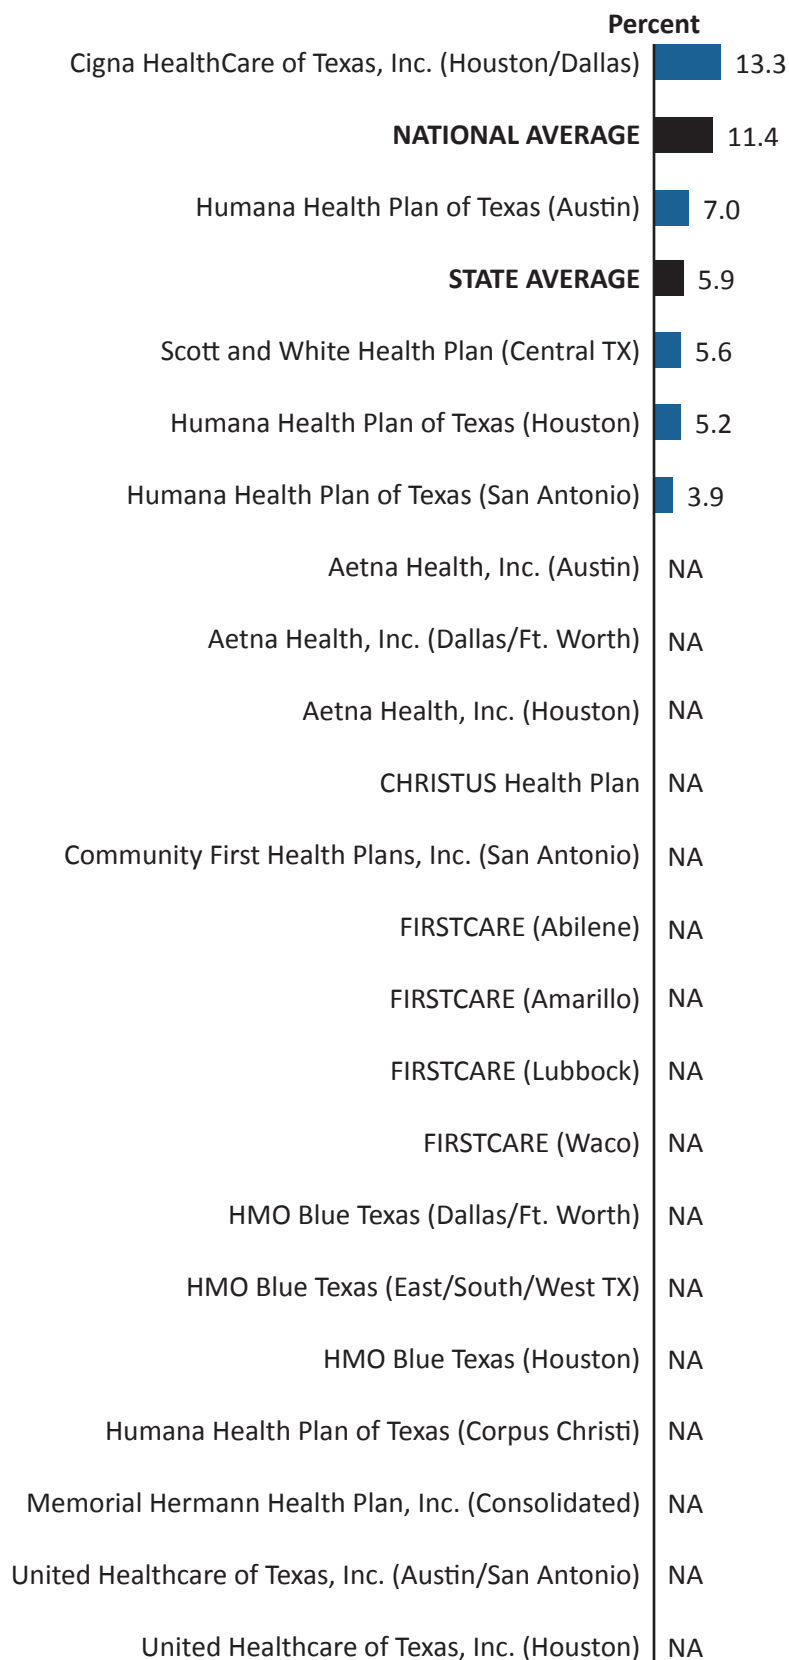 Percent
Cigna HealthCare of Texas, Inc. (Houston/Dallas) 13.3
NATIONAL AVERAGE 11.4
Humana Health Plan of Texas (Austin) 7.0
STATE AVERAGE 5.9
Scott and White Health Plan (Central TX) 5.6
Humana Health Plan of Texas (Houston) 5.2
Humana Health Plan of Texas (San Antonio) 3.9
Aetna Health, Inc. (Austin) NA
Aetna Health, Inc. (Dallas/Ft. Worth) NA
Aetna Health, Inc. (Houston) NA
CHRISTUS Health Plan NA
Community First Health Plans, Inc. (San Antonio) NA
FIRSTCARE (Abilene) NA
FIRSTCARE (Amarillo) NA
FIRSTCARE (Lubbock) NA
FIRSTCARE (Waco) NA
HMO Blue Texas (Dallas/Ft. Worth) NA
HMO Blue Texas (East/South/West TX) NA
HMO Blue Texas (Houston) NA
Humana Health Plan of Texas (Corpus Christi) NA
Memorial Hermann Health Plan, Inc. (Consolidated) NA
United Healthcare of Texas, Inc. (Austin/San Antonio) NA
United Healthcare of Texas, Inc. (Houston) NA